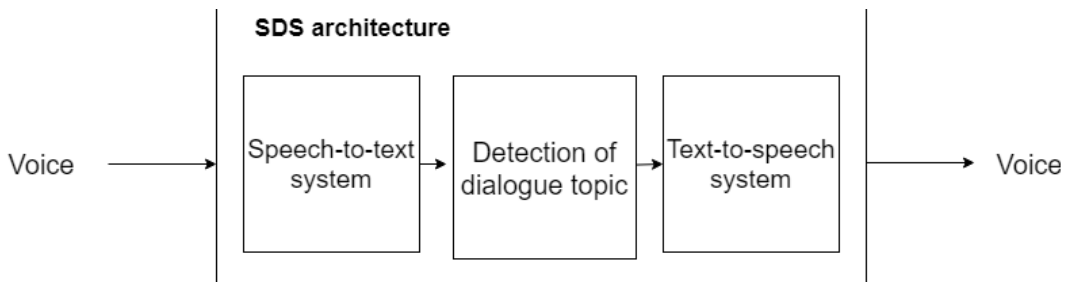 SDS architecture
Voice
Speech-to-text
system
Detection of
dialogue topic
Text-to-speech
system
Voice